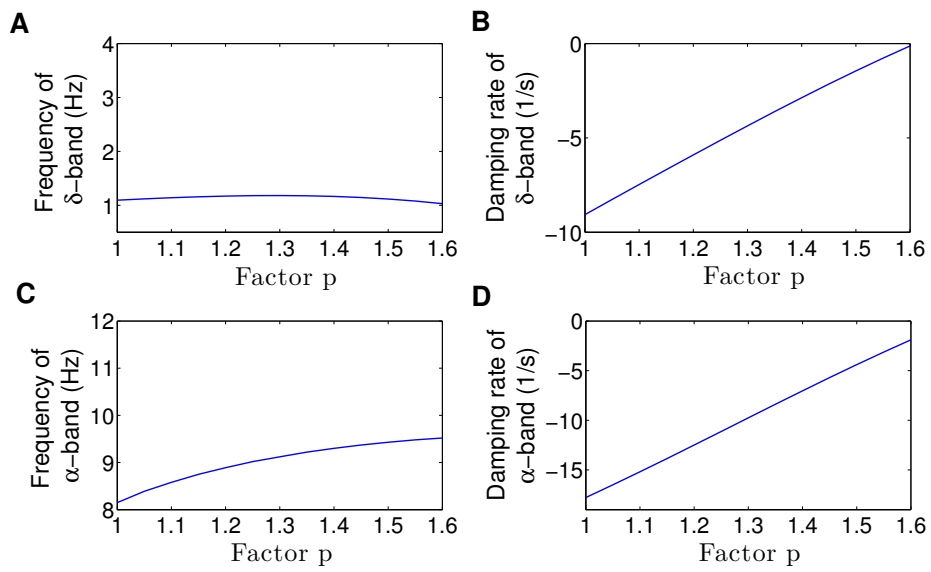 A
Frequency of
δ−band (Hz)
4
3
2
1
1 1.1 1.2 1.3 1.4 1.5 1.6
Factor p
B
Damping rate of
δ−band (1/s)
0
−5
−10
1 1.1 1.2 1.3 1.4 1.5 1.6
Factor p
C
Frequency of
α−band (Hz)
12
11
10
9
8
1 1.1 1.2 1.3 1.4 1.5 1.6
Factor p
D
Damping rate of
α−band (1/s)
0
−5
−10
−15
1 1.1 1.2 1.3 1.4 1.5 1.6
Factor p